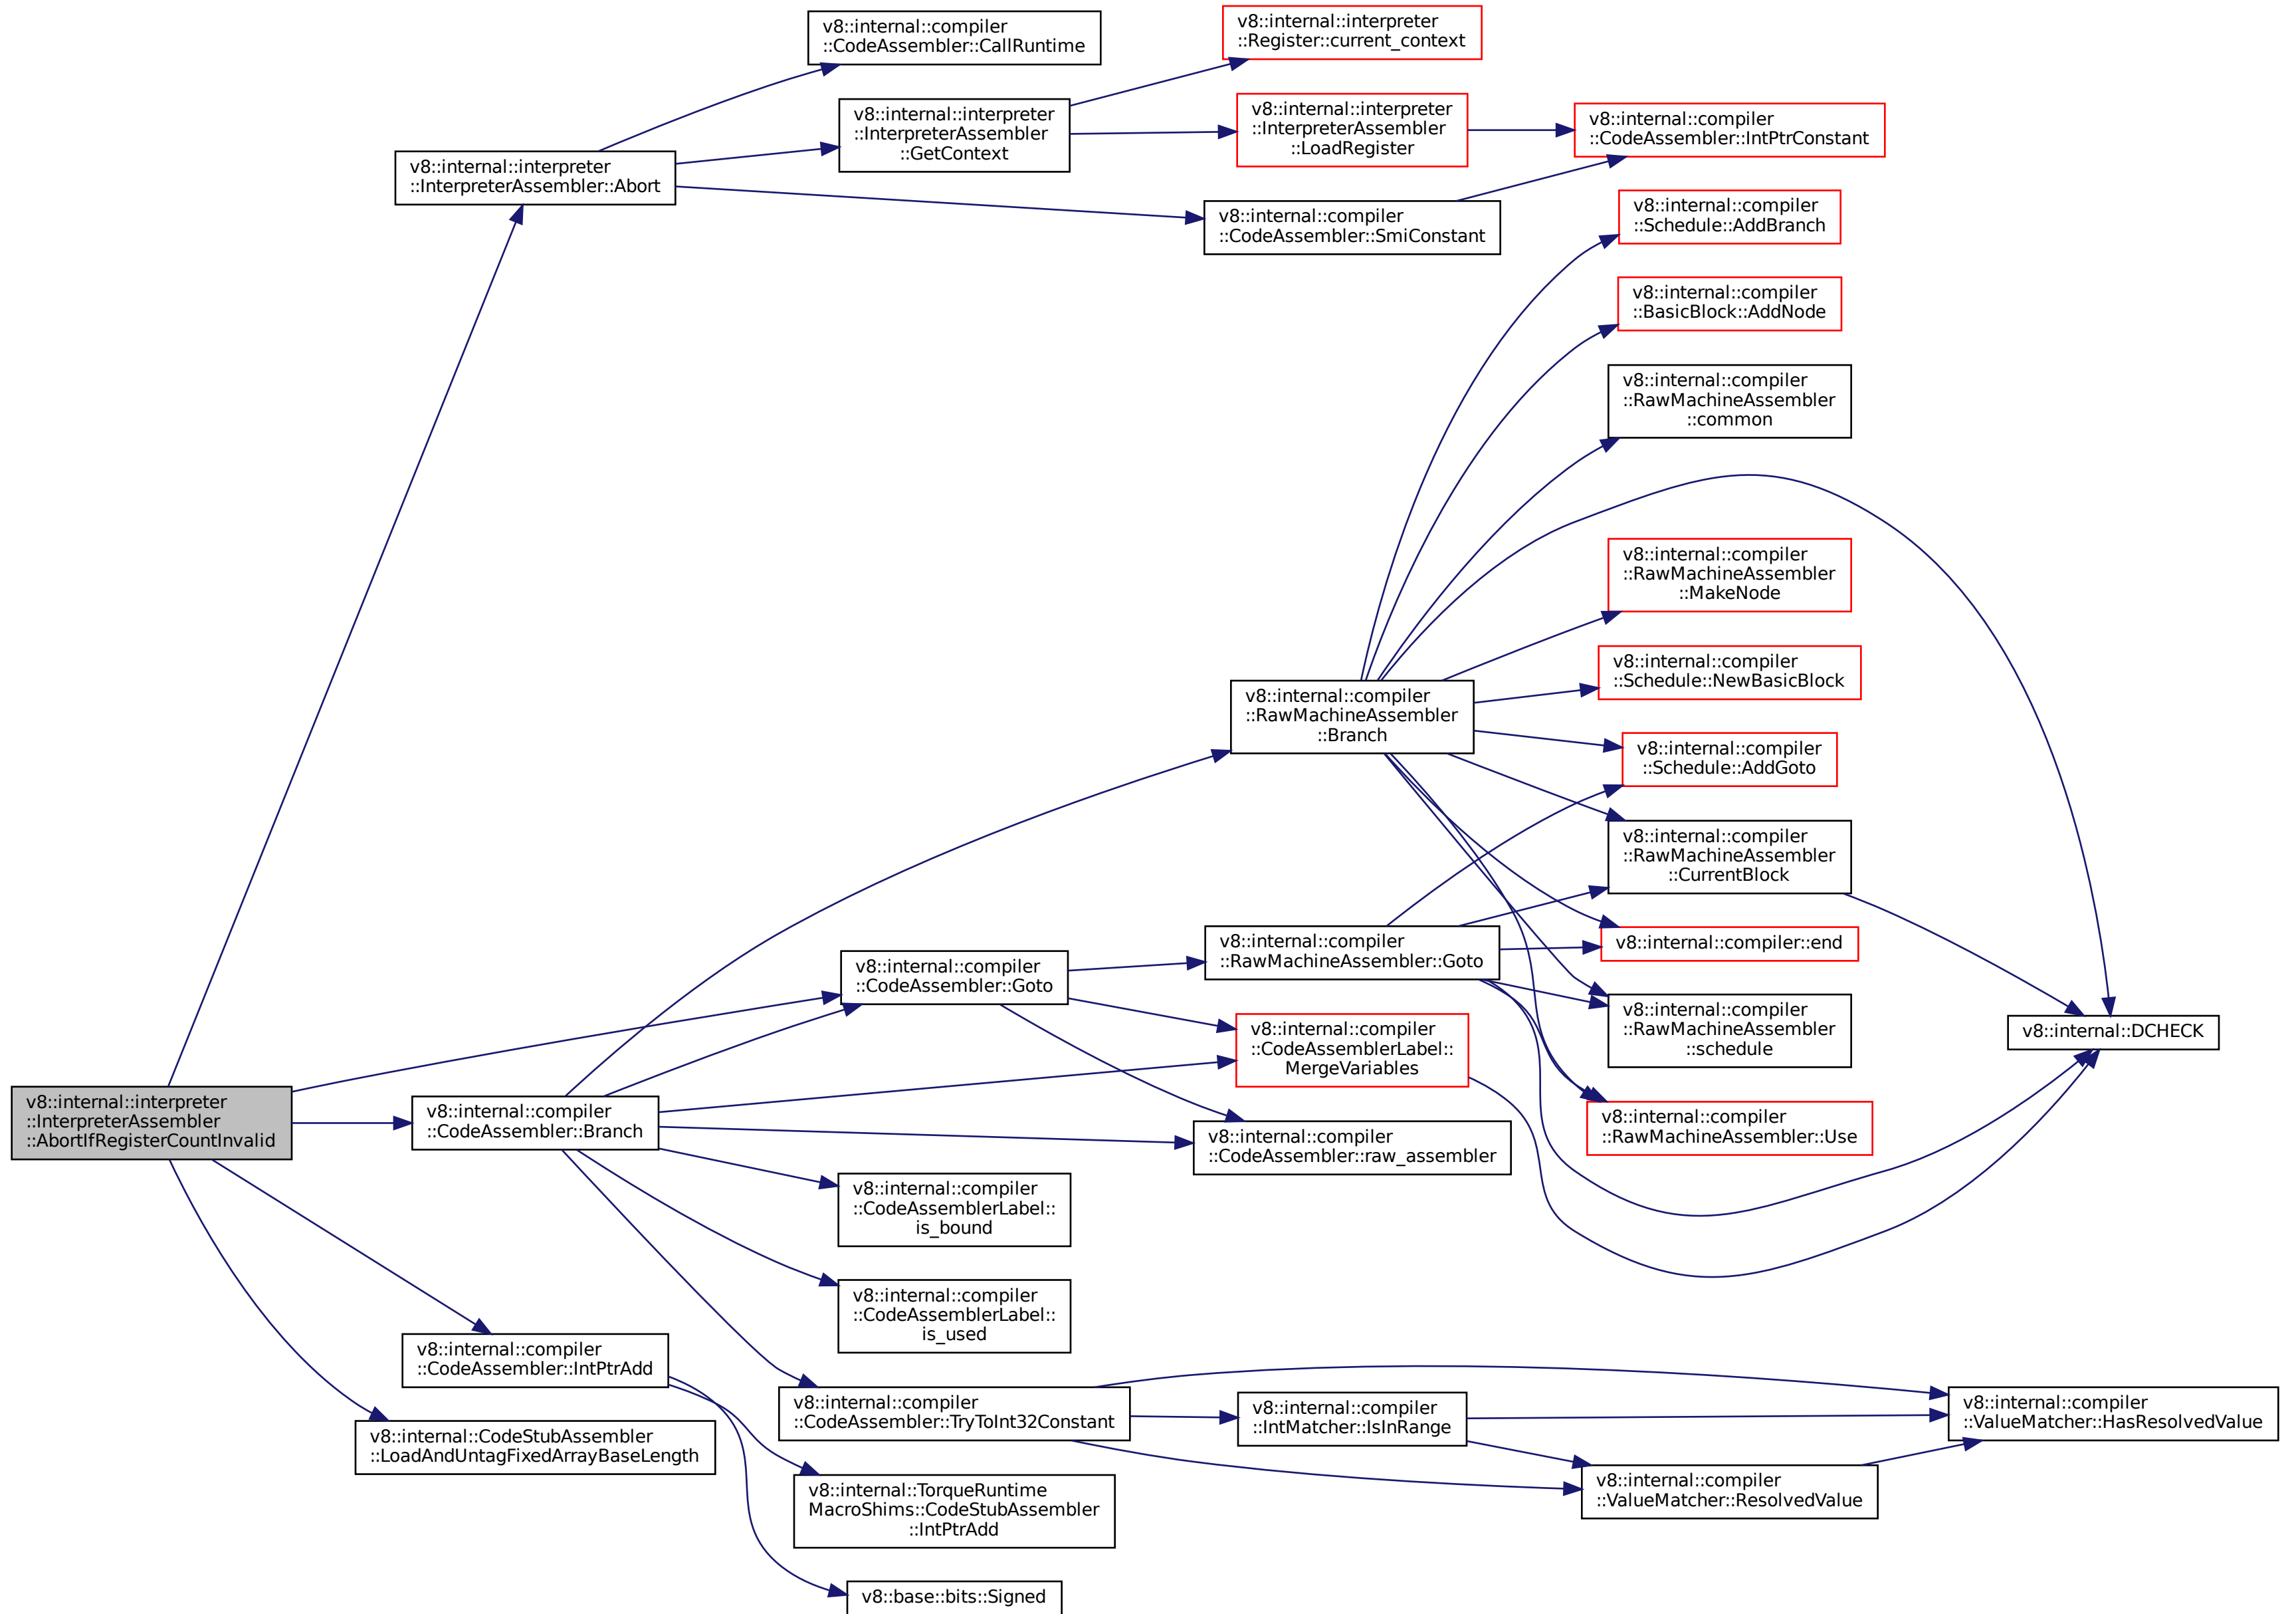 v8::internal::compiler
::CodeAssembler::CallRuntime
v8::internal::interpreter
::Register::current_context
v8::internal::interpreter
::InterpreterAssembler
::GetContext
v8::internal::interpreter
::InterpreterAssembler
::LoadRegister
v8::internal::compiler
::CodeAssembler::IntPtrConstant
v8::internal::interpreter
::InterpreterAssembler::Abort
v8::internal::compiler
::CodeAssembler::SmiConstant
v8::internal::compiler
::Schedule::AddBranch
v8::internal::compiler
::BasicBlock::AddNode
v8::internal::compiler
::RawMachineAssembler
::common
v8::internal::compiler
::RawMachineAssembler
::MakeNode
v8::internal::compiler
::Schedule::NewBasicBlock
v8::internal::compiler
::RawMachineAssembler
::Branch
v8::internal::compiler
::Schedule::AddGoto
v8::internal::compiler
::RawMachineAssembler
::CurrentBlock
v8::internal::compiler::end
v8::internal::compiler
::RawMachineAssembler::Goto
v8::internal::compiler
::CodeAssembler::Goto
v8::internal::compiler
::RawMachineAssembler
::schedule
v8::internal::DCHECK
v8::internal::compiler
::CodeAssemblerLabel::
MergeVariables
v8::internal::interpreter
::InterpreterAssembler
::AbortIfRegisterCountInvalid
v8::internal::compiler
::CodeAssembler::Branch
v8::internal::compiler
::RawMachineAssembler::Use
v8::internal::compiler
::CodeAssembler::raw_assembler
v8::internal::compiler
::CodeAssemblerLabel::
is_bound
v8::internal::compiler
::CodeAssemblerLabel::
is_used
v8::internal::compiler
::CodeAssembler::IntPtrAdd
v8::internal::compiler
::CodeAssembler::TryToInt32Constant
v8::internal::compiler
::IntMatcher::IsInRange
v8::internal::compiler
::ValueMatcher::HasResolvedValue
v8::internal::CodeStubAssembler
::LoadAndUntagFixedArrayBaseLength
v8::internal::compiler
::ValueMatcher::ResolvedValue
v8::internal::TorqueRuntime
MacroShims::CodeStubAssembler
::IntPtrAdd
v8::base::bits::Signed